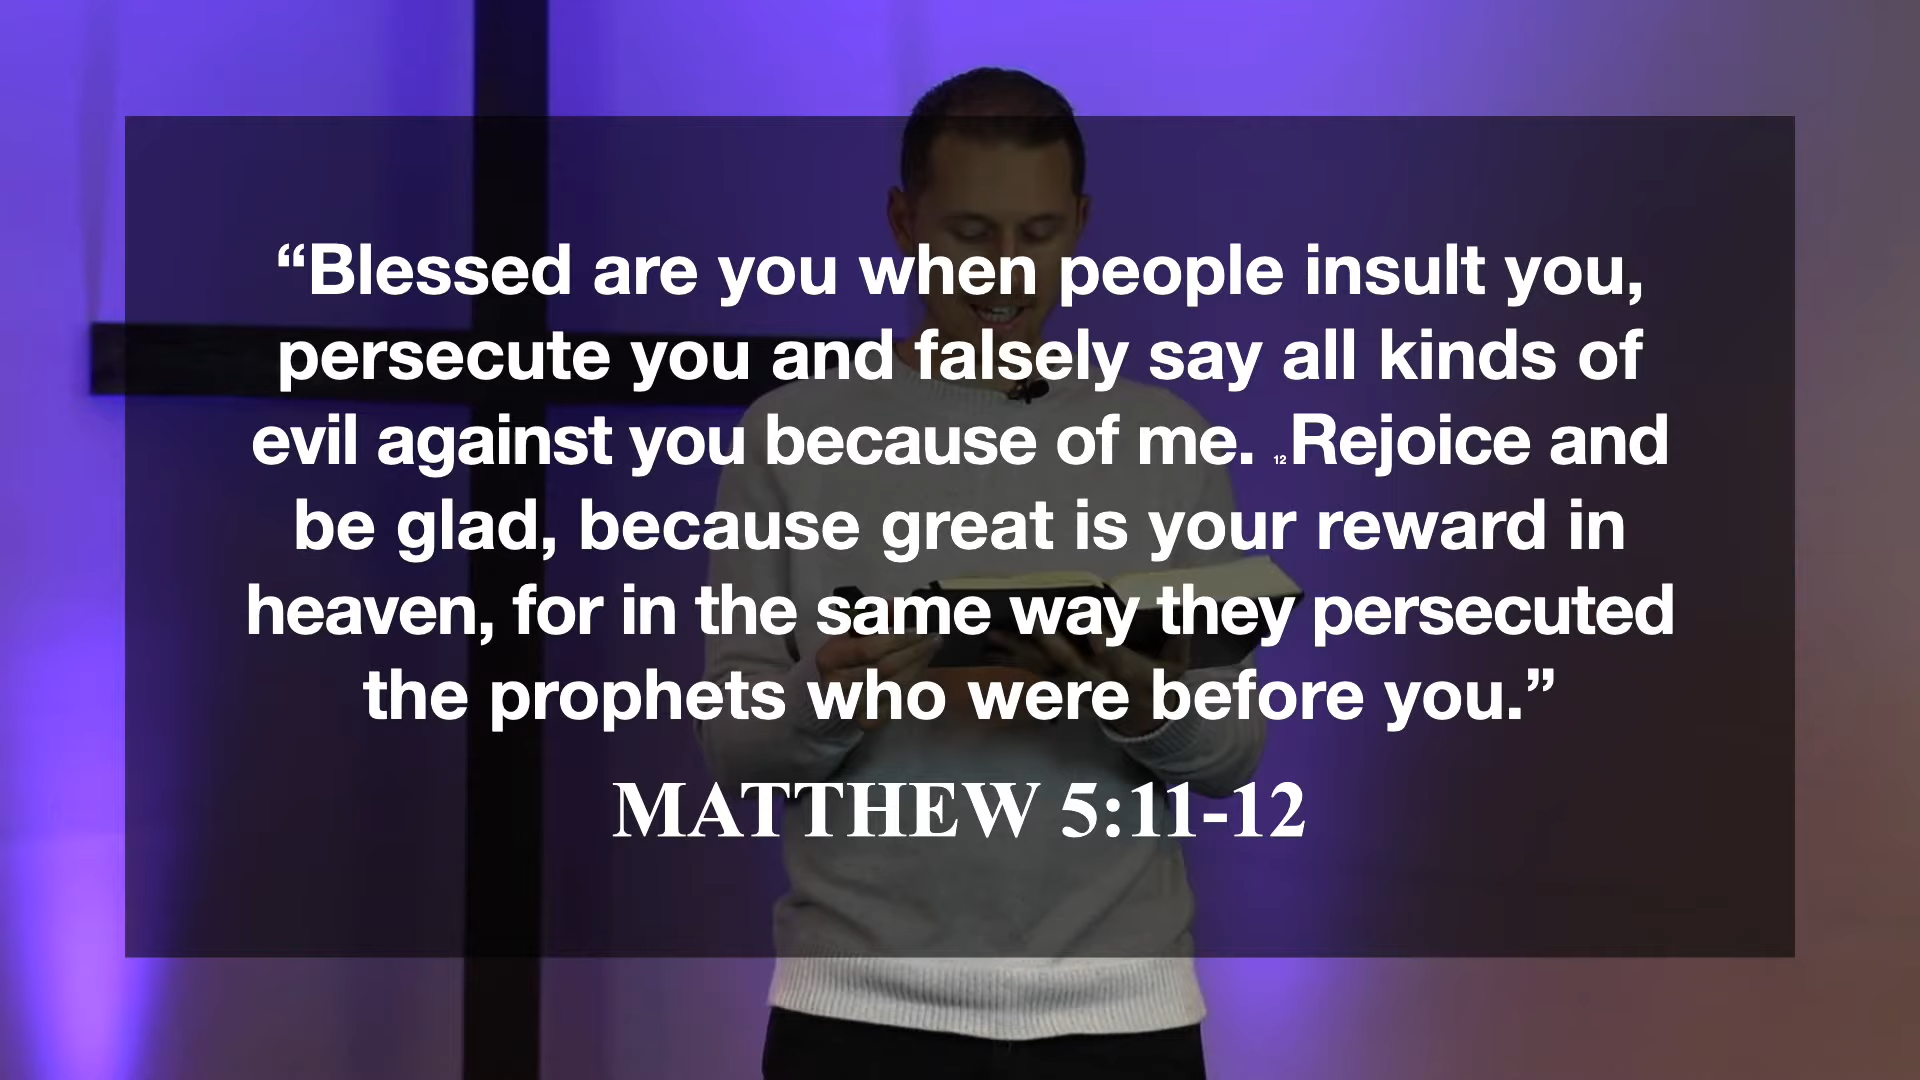 “Blessed are you when people insult you,
persecute you and falsely say all kinds of
evil against you because of me. 12Rejoice and
be glad, because great is your reward in
heaven, for in the same way they persecuted
the prophets who were before you.”
MATTHEW 5:11-12